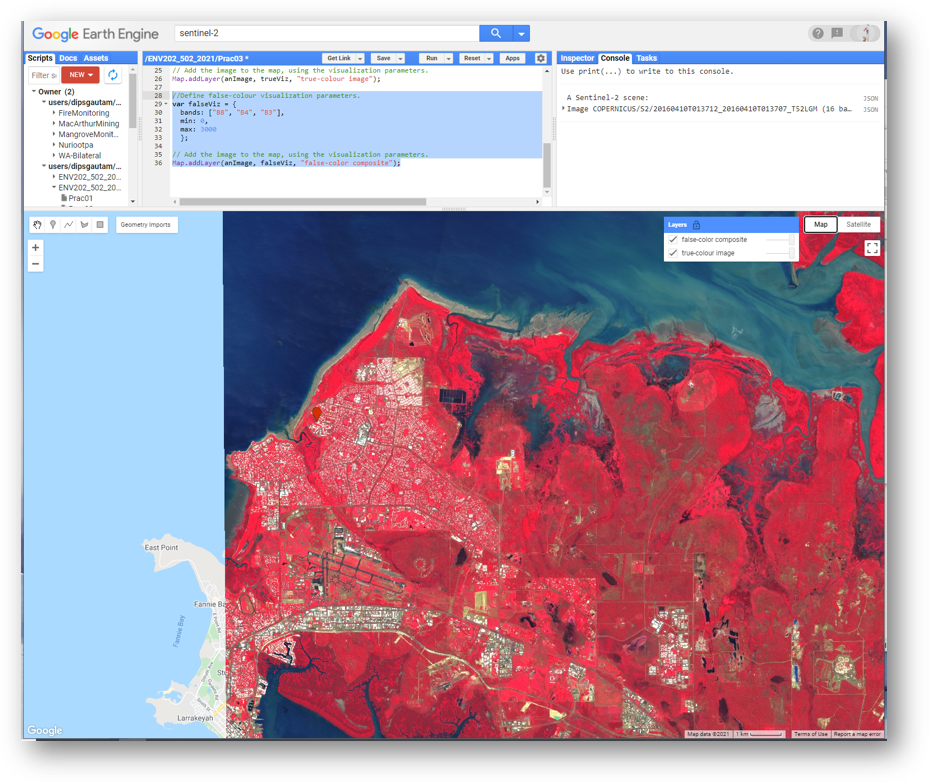 Google Earth Engine
sentinel-2
Scripts Docs Assets
Filter
NEW
Owner (2)
users/dipsgautam/...
FireMonitoring
MacArthurMining
MangroveMonit...
Nuriootpa
WA-Bilateral
users/dipsgautam/...
ENV202_502_20...
ENV202_502_20...
Prac01
/ENV202_502_2021/Prac03 *
Get Link
Save
Run
Reset
Apps
25 // Add the image to the map, using the visualization parameters.
26 Map.addLayer(anImage, trueViz, "true-colour image");
27
28 //Define false-colour visualization parameters.
29 var falseViz = {
30 bands: ["B8", "B4", "B3"],
31 min: 0,
32 max: 3000
33 };
34
35 // Add the image to the map, using the visualization parameters.
36 Map.addLayer(anImage, falseViz, "false-color composite");
Inspector Console Tasks
Use print(...) to write to this console.
A Sentinel-2 scene:
JSON
Image COPERNICUS/S2/20160410T013712_20160410T013707_T52LGM (16 ba...
JSON
Geometry Imports
Layers
false-color composite
true-colour image
Map
Satellite
East Point
Fannie Ba
Fannie Bay
St
Larrakeyah
Google
Map data ©2021
1 km
Terms of Use
Report a map error